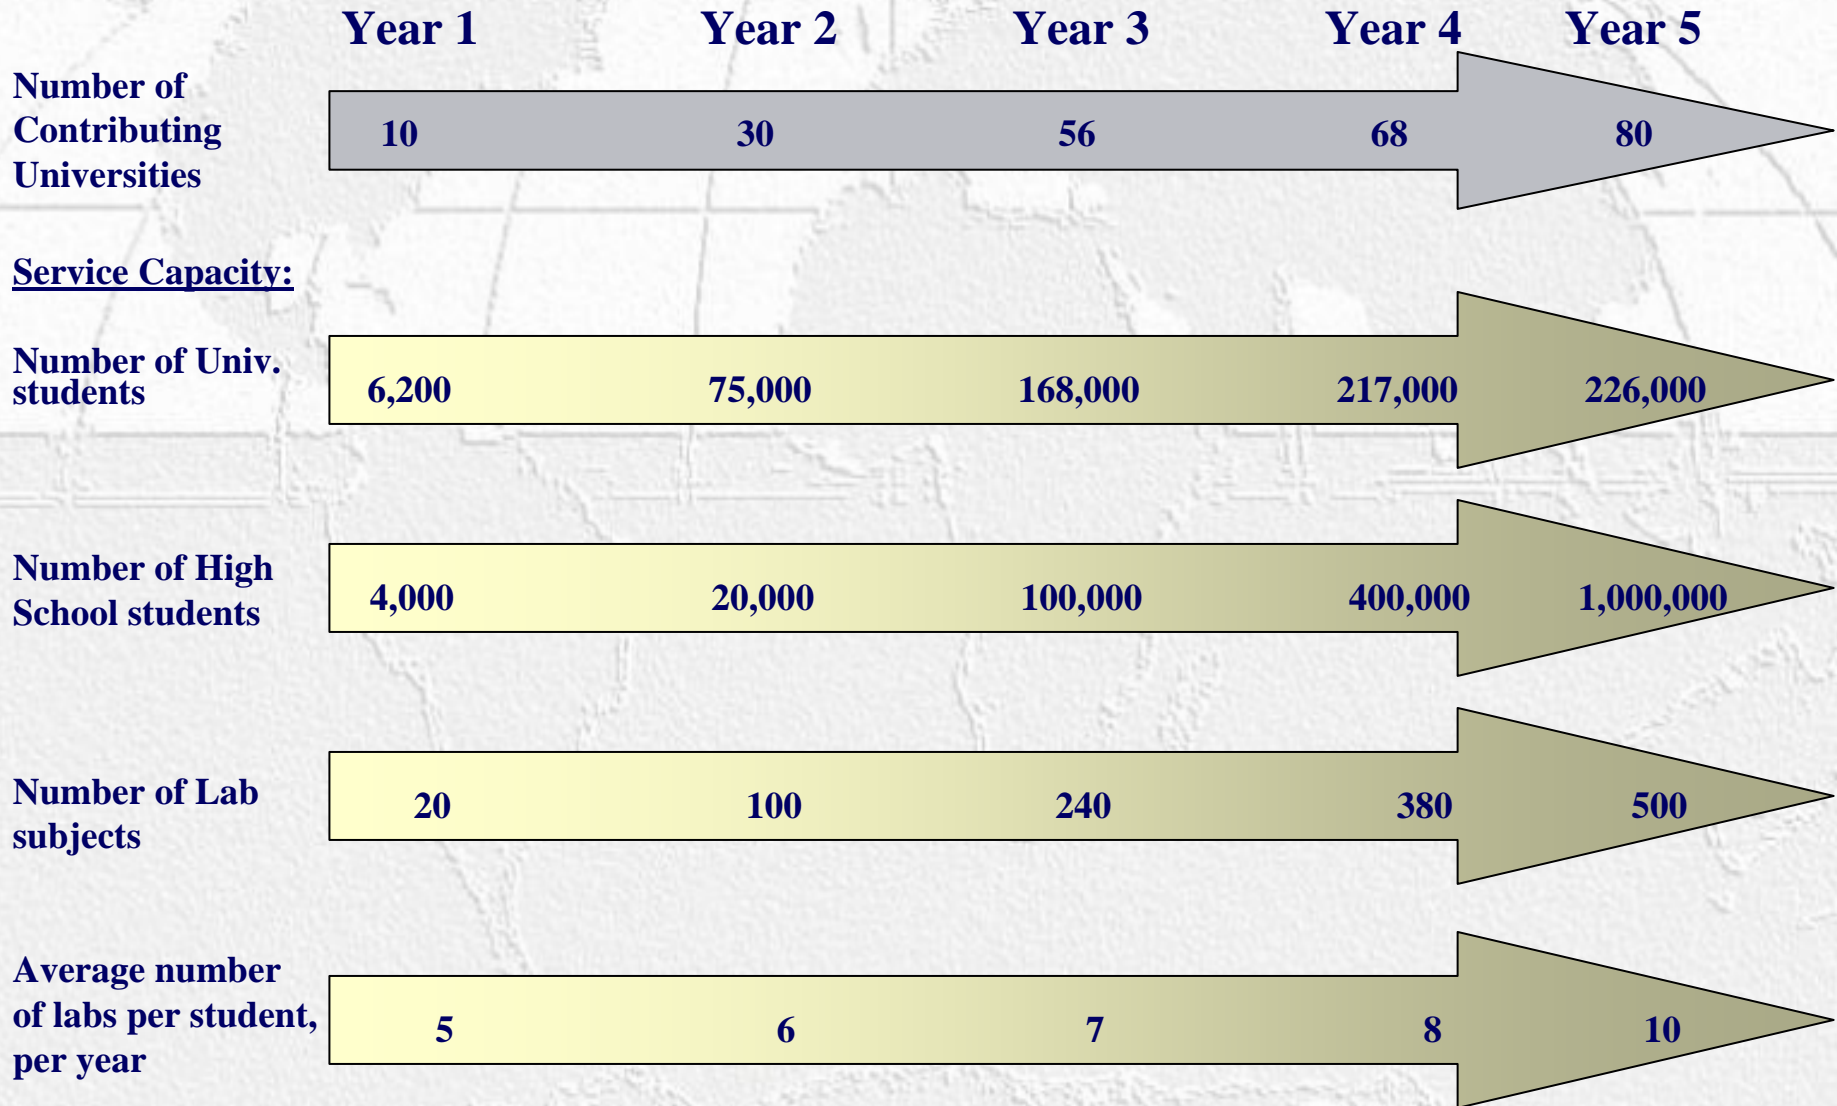 Year 1 Year 2 Year 3 Year 4 Year 5
Number of
Contributing
Universities
10 30 56 68 80
Service Capacity:
Number of Univ.
students
6,200 75,000 168,000 217,000 226,000
Number of High
School students
4,000 20,000 100,000 400,000 1,000,000
Number of Lab
subjects
20 100 240 380 500
Average number
of labs per student,
per year
5 6 7 8 10